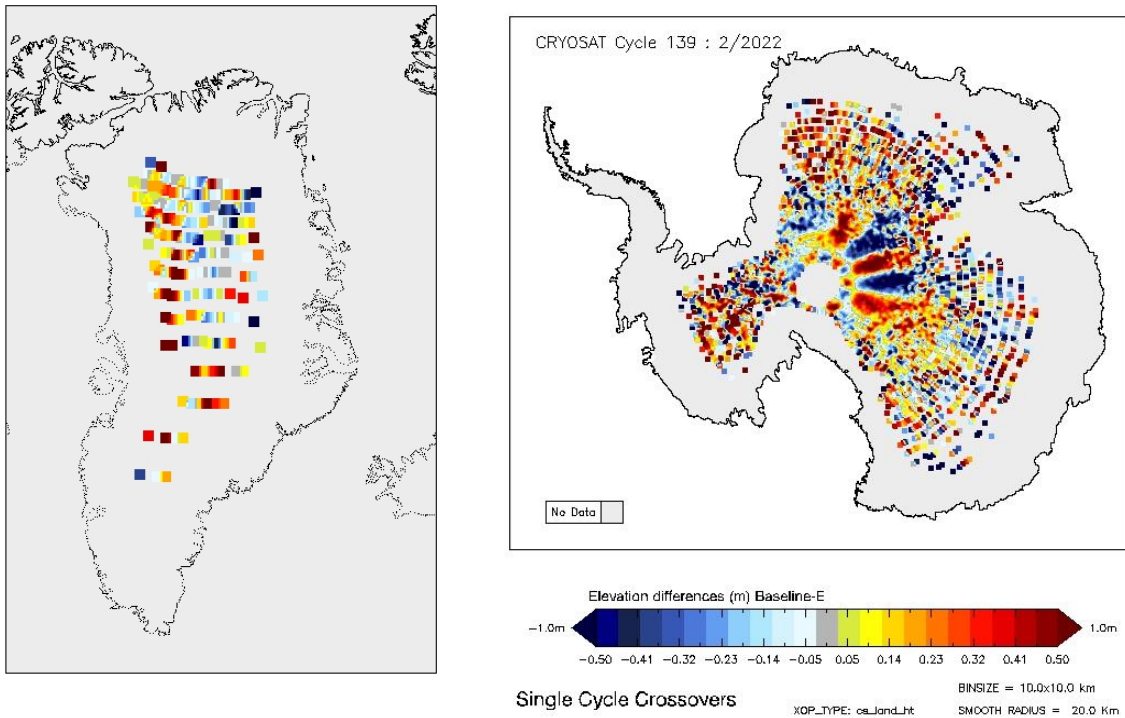 CRYOSAT Cycle 139 : 2/2022
No Data
Elevation differences (m) Baseline-E
-1.0m
1.0m
-0.50 -0.41 -0.32 -0.23 -0.14 -0.05 0.05 0.14 0.23 0.32 0.41 0.50
Single Cycle Crossovers
XOP_TYPE: cs_land_ht
BINSIZE = 10.0x10.0 km
SMOOTH RADIUS = 20.0 Km